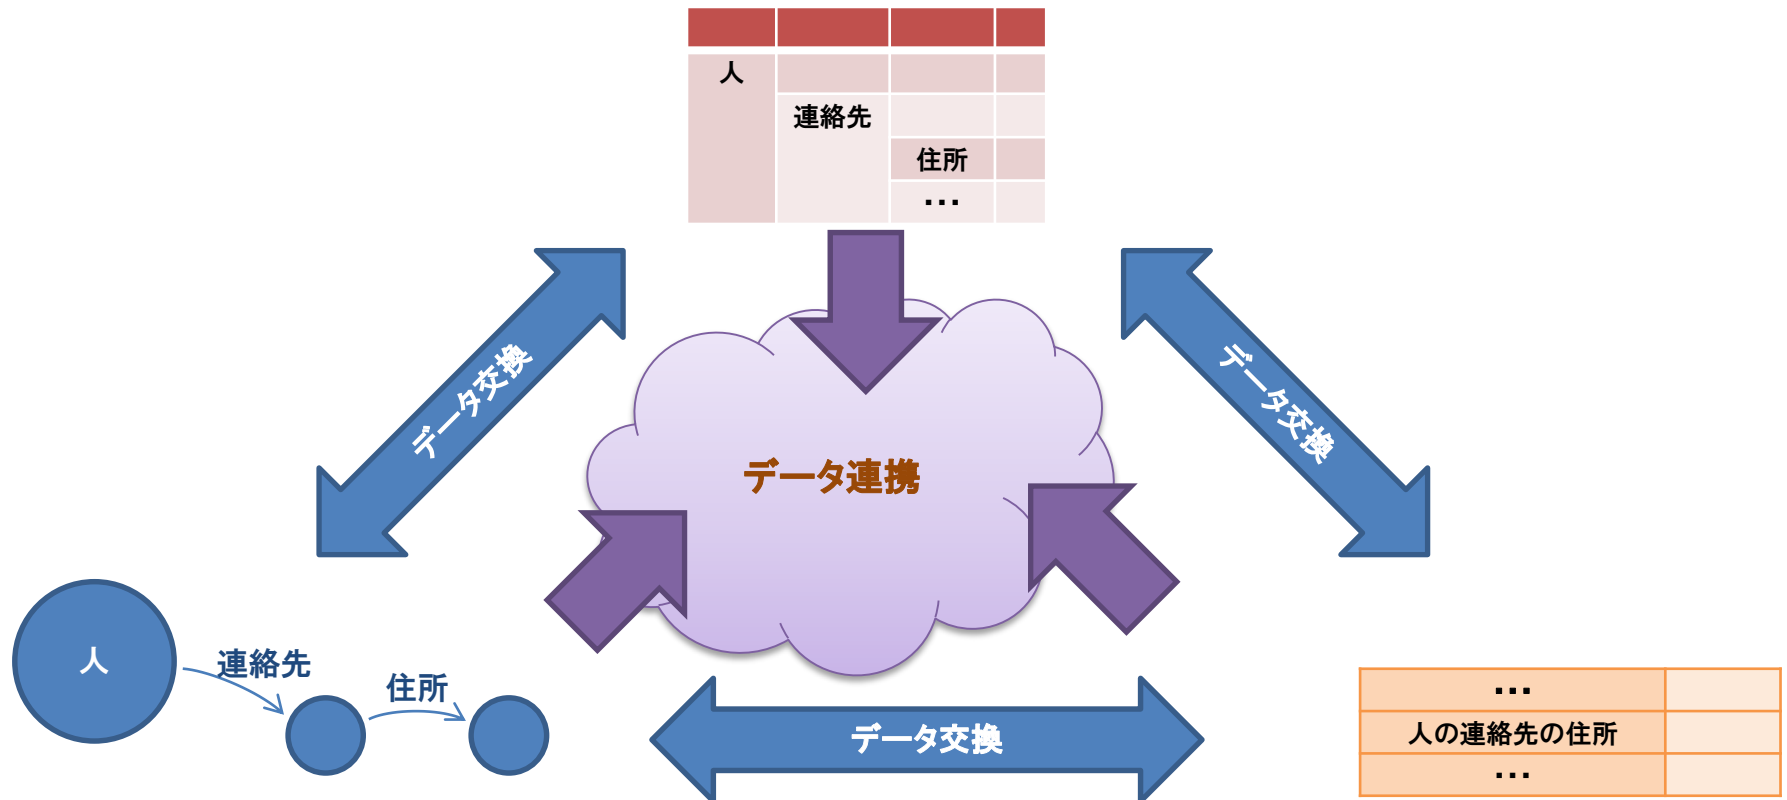 人
連絡先
住所
...
データ交換
データ交換
データ連携
人
連絡先
住所
データ交換
...
人の連絡先の住所
...